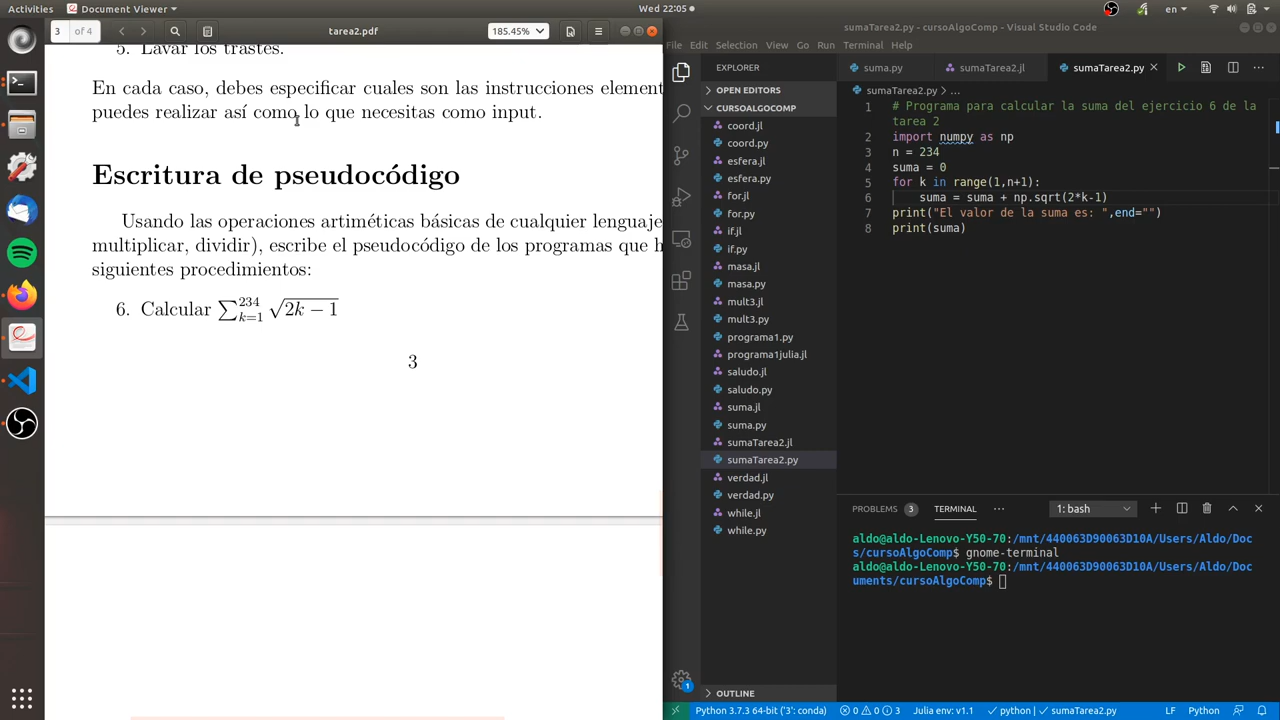 Activities
Document Viewer
Wed 22:05
en
3
of 4
tarea2.pdf
185.45%
5. Lavar los trastes.
En cada caso, debes especificar cuales son las instrucciones element
puedes realizar así como lo que necesitas como input.
Escritura de pseudocódigo
Usando las operaciones artiméticas básicas de cualquier lenguaje
multiplicar, dividir), escribe el pseudocódigo de los programas que h
siguientes procedimientos:
6. Calcular ∑_{k=1}^{234} √(2k − 1)
3
sumaTarea2.py - cursoAlgoComp - Visual Studio Code
File Edit Selection View Go Run Terminal Help
EXPLORER
OPEN EDITORS
CURSOALGOCOMP
coord.jl
coord.py
esfera.jl
esfera.py
for.jl
for.py
if.jl
if.py
masa.jl
masa.py
mult3.jl
mult3.py
programa1.py
programa1julia.jl
saludo.jl
saludo.py
suma.jl
suma.py
sumaTarea2.jl
sumaTarea2.py
verdad.jl
verdad.py
while.jl
while.py
OUTLINE
suma.py
sumaTarea2.jl
sumaTarea2.py
sumaTarea2.py > ...
1 # Programa para calcular la suma del ejercicio 6 de la
tarea 2
2 import numpy as np
3 n = 234
4 suma = 0
5 for k in range(1,n+1):
6 suma = suma + np.sqrt(2*k-1)
7 print("El valor de la suma es: ",end="")
8 print(suma)
PROBLEMS 3 TERMINAL ... 1: bash
aldo@aldo-Lenovo-Y50-70:/mnt/440063D90063D10A/Users/Aldo/Doc
s/cursoAlgoComp$ gnome-terminal
aldo@aldo-Lenovo-Y50-70:/mnt/440063D90063D10A/Users/Aldo/Doc
uments/cursoAlgoComp$
1
Python 3.7.3 64-bit ('3': conda) 0 0 3 Julia env: v1.1 python | sumaTarea2.py LF Python